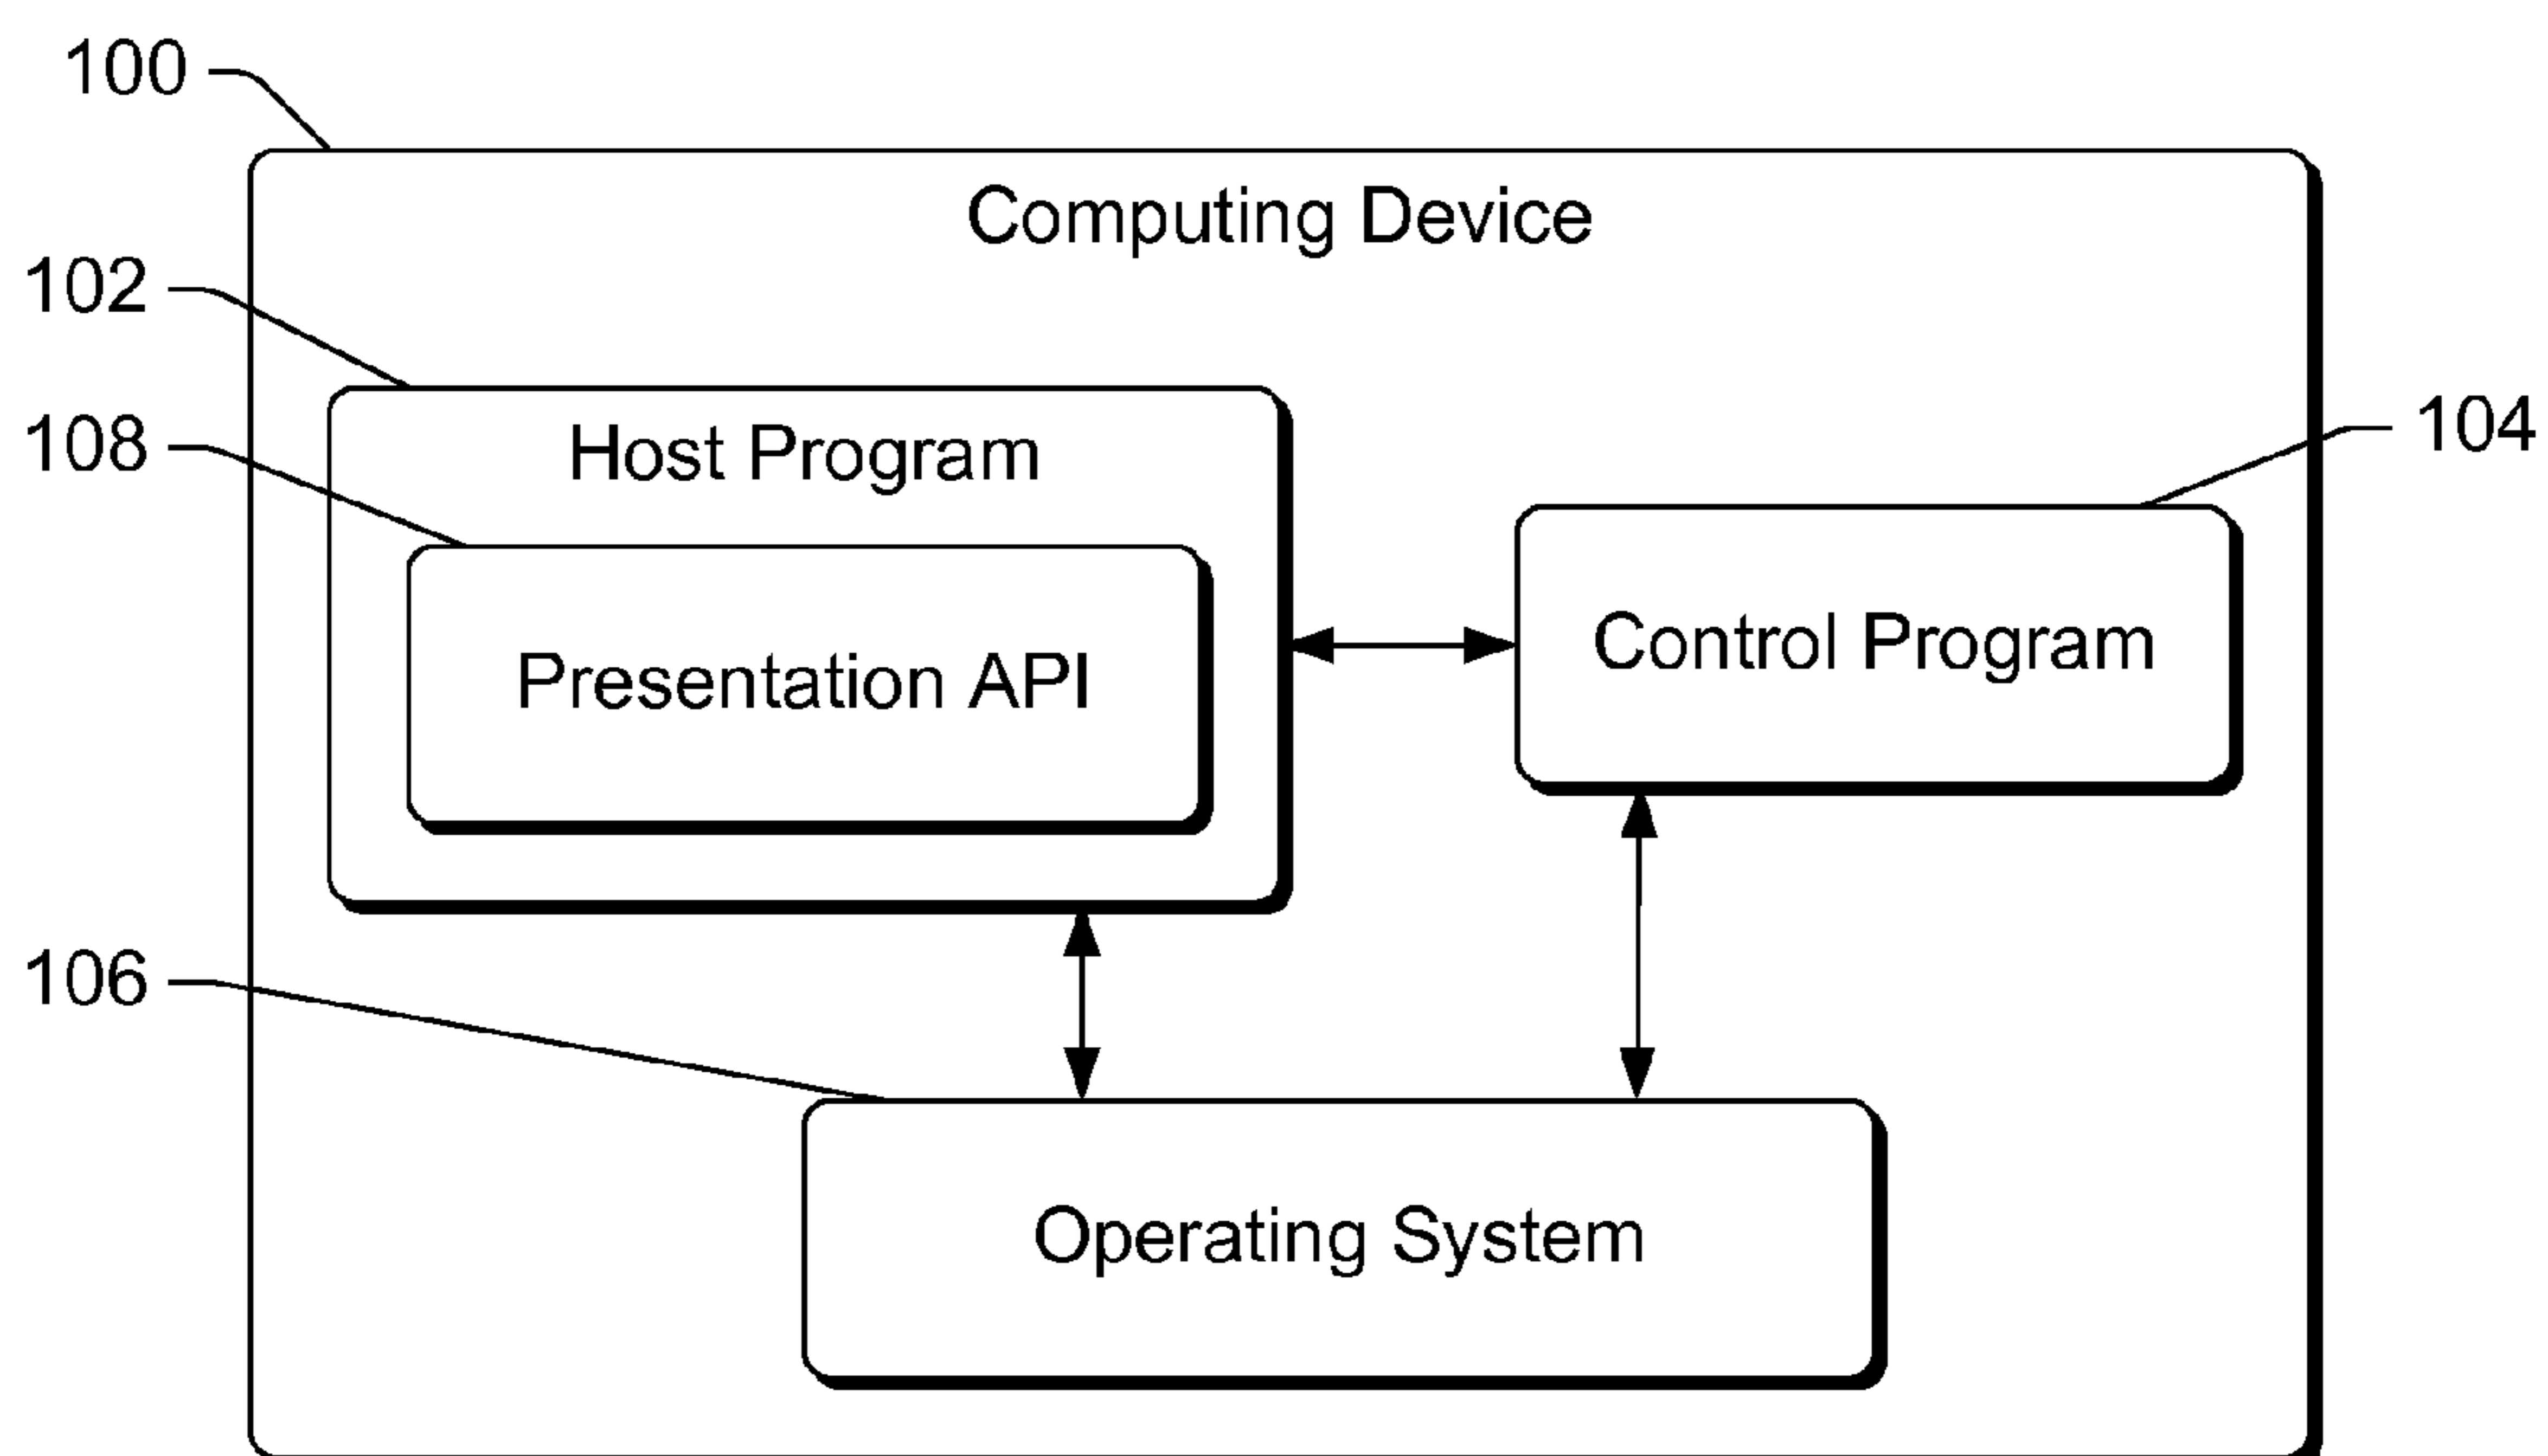 100
Computing Device
102
Host Program
108
104
Presentation API
Control Program
106
Operating System